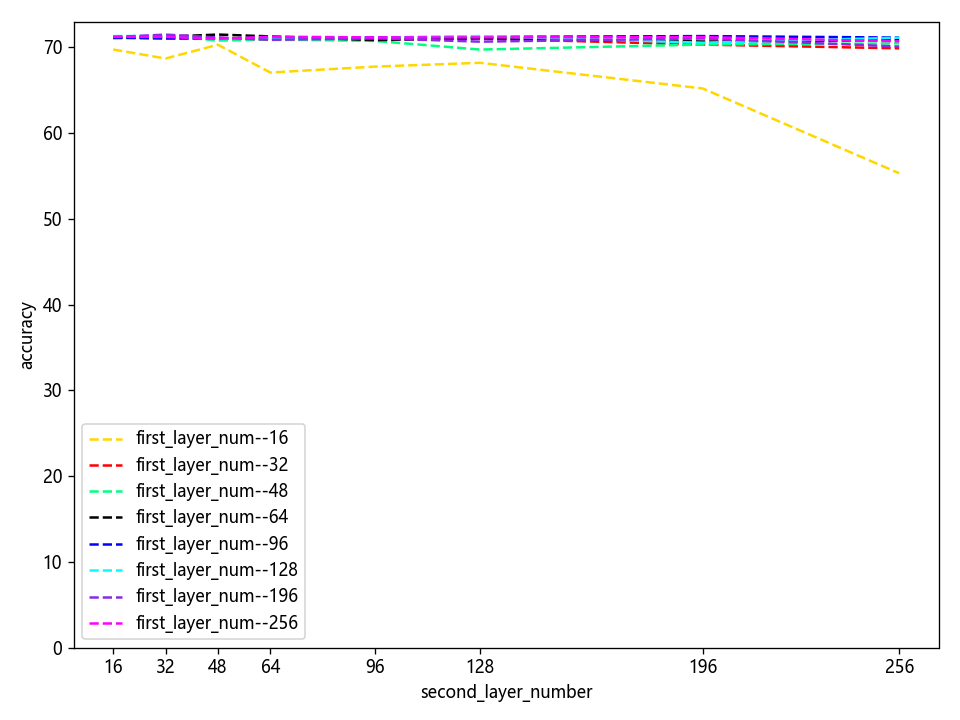 70
60
50
40
30
20
10
0
accuracy
first_layer_num--16
first_layer_num--32
first_layer_num--48
first_layer_num--64
first_layer_num--96
first_layer_num--128
first_layer_num--196
first_layer_num--256
16 32 48 64 96 128 196 256
second_layer_number